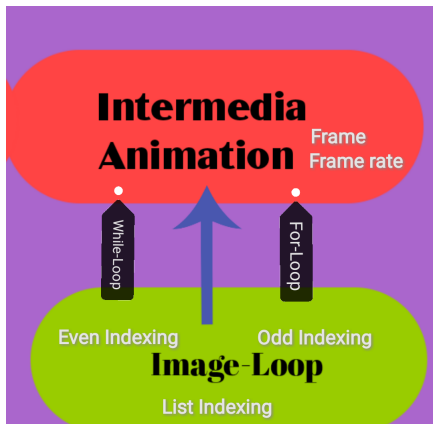 Intermedia
Animation
Frame
Frame rate
While-Loop
For-Loop
Even Indexing
Odd Indexing
Image-Loop
List Indexing